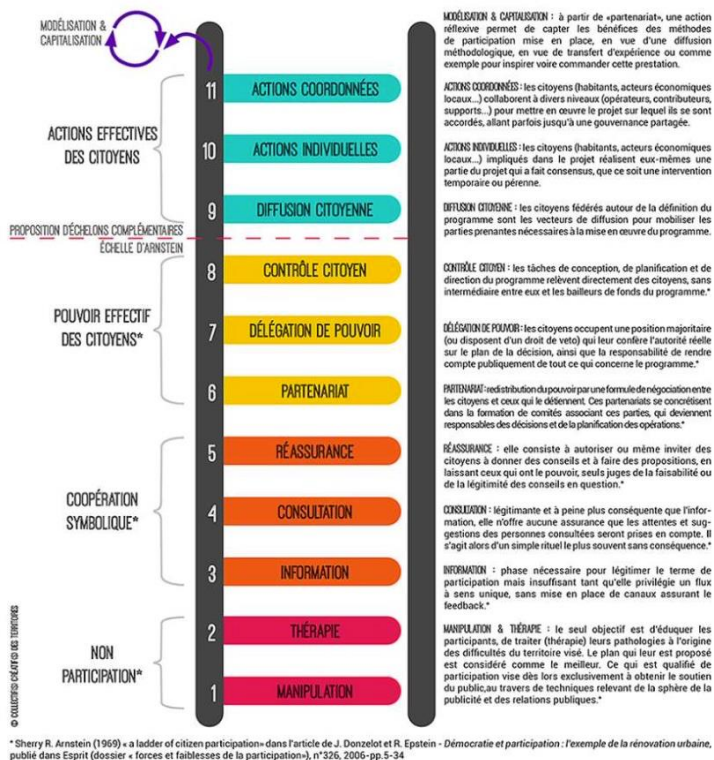 MODÉLISATION &
CAPITALISATION
11 ACTIONS COORDONNÉES
ACTIONS EFFECTIVES
DES CITOYENS
10 ACTIONS INDIVIDUELLES
9 DIFFUSION CITOYENNE
PROPOSITION D'ÉCHELONS COMPLÉMENTAIRES
ÉCHELLE D'ARNSTEIN
8 CONTRÔLE CITOYEN
POUVOIR EFFECTIF
DES CITOYENS*
7 DÉLÉGATION DE POUVOIR
6 PARTENARIAT
5 RÉASSURANCE
COOPÉRATION
SYMBOLIQUE*
4 CONSULTATION
3 INFORMATION
2 THÉRAPIE
NON
PARTICIPATION*
1 MANIPULATION
© COLLECTIF© CRÉATIF© DES TERRITOIRES
MODÉLISATION & CAPITALISATION : à partir de «partenariat», une action
réflexive permet de capter les bénéfices des méthodes
de participation mise en place, en vue d'une diffusion
méthodologique, en vue de transfert d'expérience ou comme
exemple pour inspirer voire commander cette prestation.
ACTIONS COORDONNÉES : les citoyens (habitants, acteurs économiques
locaux...) collaborent à divers niveaux (opérateurs, contributeurs,
supports...) pour mettre en œuvre le projet sur lequel ils se sont
accordés, allant parfois jusqu'à une gouvernance partagée.
ACTIONS INDIVIDUELLES : les citoyens (habitants, acteurs économiques
locaux...) impliqués dans le projet réalisent eux-mêmes une
partie du projet qui a fait consensus, que ce soit une intervention
temporaire ou pérenne.
DIFFUSION CITOYENNE : les citoyens fédérés autour de la définition du
programme sont les vecteurs de diffusion pour mobiliser les
parties prenantes nécessaires à la mise en œuvre du programme.
CONTRÔLE CITOYEN : les tâches de conception, de planification et de
direction du programme relèvent directement des citoyens, sans
intermédiaire entre eux et les bailleurs de fonds du programme.*
DÉLÉGATION DE POUVOIR : les citoyens occupent une position majoritaire
(ou disposent d'un droit de veto) qui leur confère l'autorité réelle
sur le plan de la décision, ainsi que la responsabilité de rendre
compte publiquement de tout ce qui concerne le programme.*
PARTENARIAT : redistribution du pouvoir par une formule de négociation entre
les citoyens et ceux qui le détiennent. Ces partenariats se concrétisent
dans la formation de comités associant ces parties, qui deviennent
responsables des décisions et de la planification des opérations.*
RÉASSURANCE : elle consiste à autoriser ou même inviter des
citoyens à donner des conseils et à faire des propositions, en
laissant ceux qui ont le pouvoir, seuls juges de la faisabilité ou
de la légitimité des conseils en question.*
CONSULTATION : légitimante et à peine plus conséquente que l'infor-
mation, elle n'offre aucune assurance que les attentes et sug-
gestions des personnes consultées seront prises en compte. Il
s'agit alors d'un simple rituel le plus souvent sans conséquence.*
INFORMATION : phase nécessaire pour légitimer le terme de
participation mais insuffisant tant qu'elle privilégie un flux
à sens unique, sans mise en place de canaux assurant le
feedback.*
MANIPULATION & THÉRAPIE : le seul objectif est d'éduquer les
participants, de traiter (thérapie) leurs pathologies à l'origine
des difficultés du territoire visé. Le plan qui leur est proposé
est considéré comme le meilleur. Ce qui est qualifié de
participation vise dès lors exclusivement à obtenir le soutien
du public,au travers de techniques relevant de la sphère de la
publicité et des relations publiques.*
* Sherry R. Arnstein (1969) « a ladder of citizen participation» dans l'article de J. Donzelot et R. Epstein - Démocratie et participation : l'exemple de la rénovation urbaine,
publié dans Esprit (dossier « forces et faiblesses de la participation»), n°326, 2006-pp.5-34